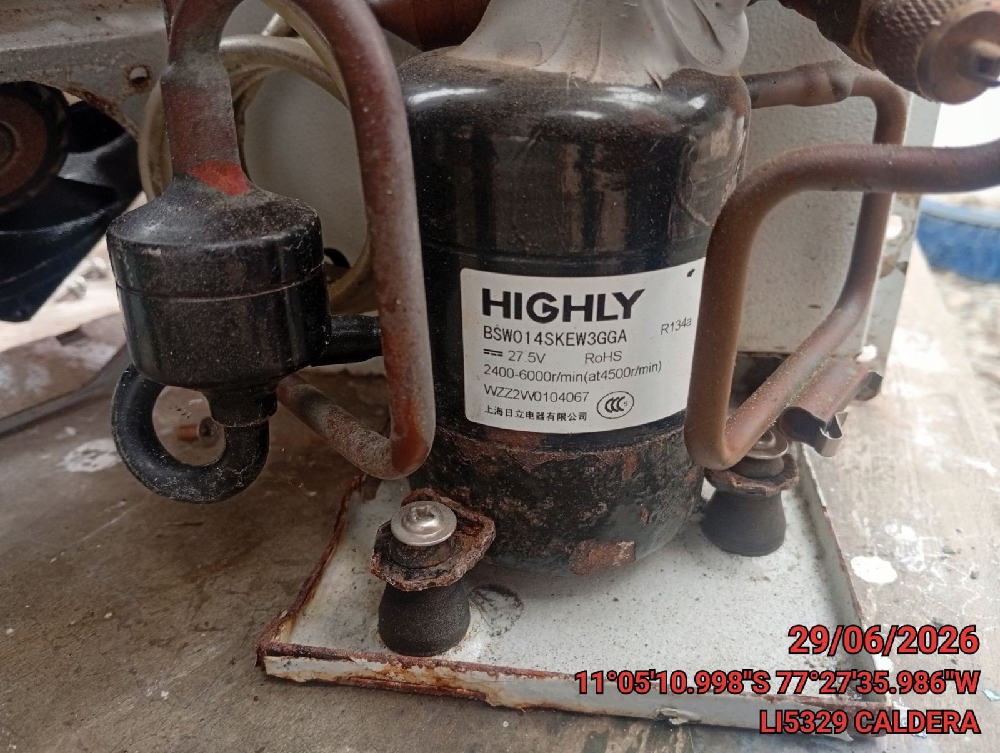 HIGHLY
BSW014SKEW3GGA R134a
⎓ 27.5V RoHS
2400-6000r/min(at4500r/min)
WZZ2W0104067
CCC S
上海日立电器有限公司
29/06/2026
11°05'10.998"S 77°27'35.986"W
LI5329 CALDERA